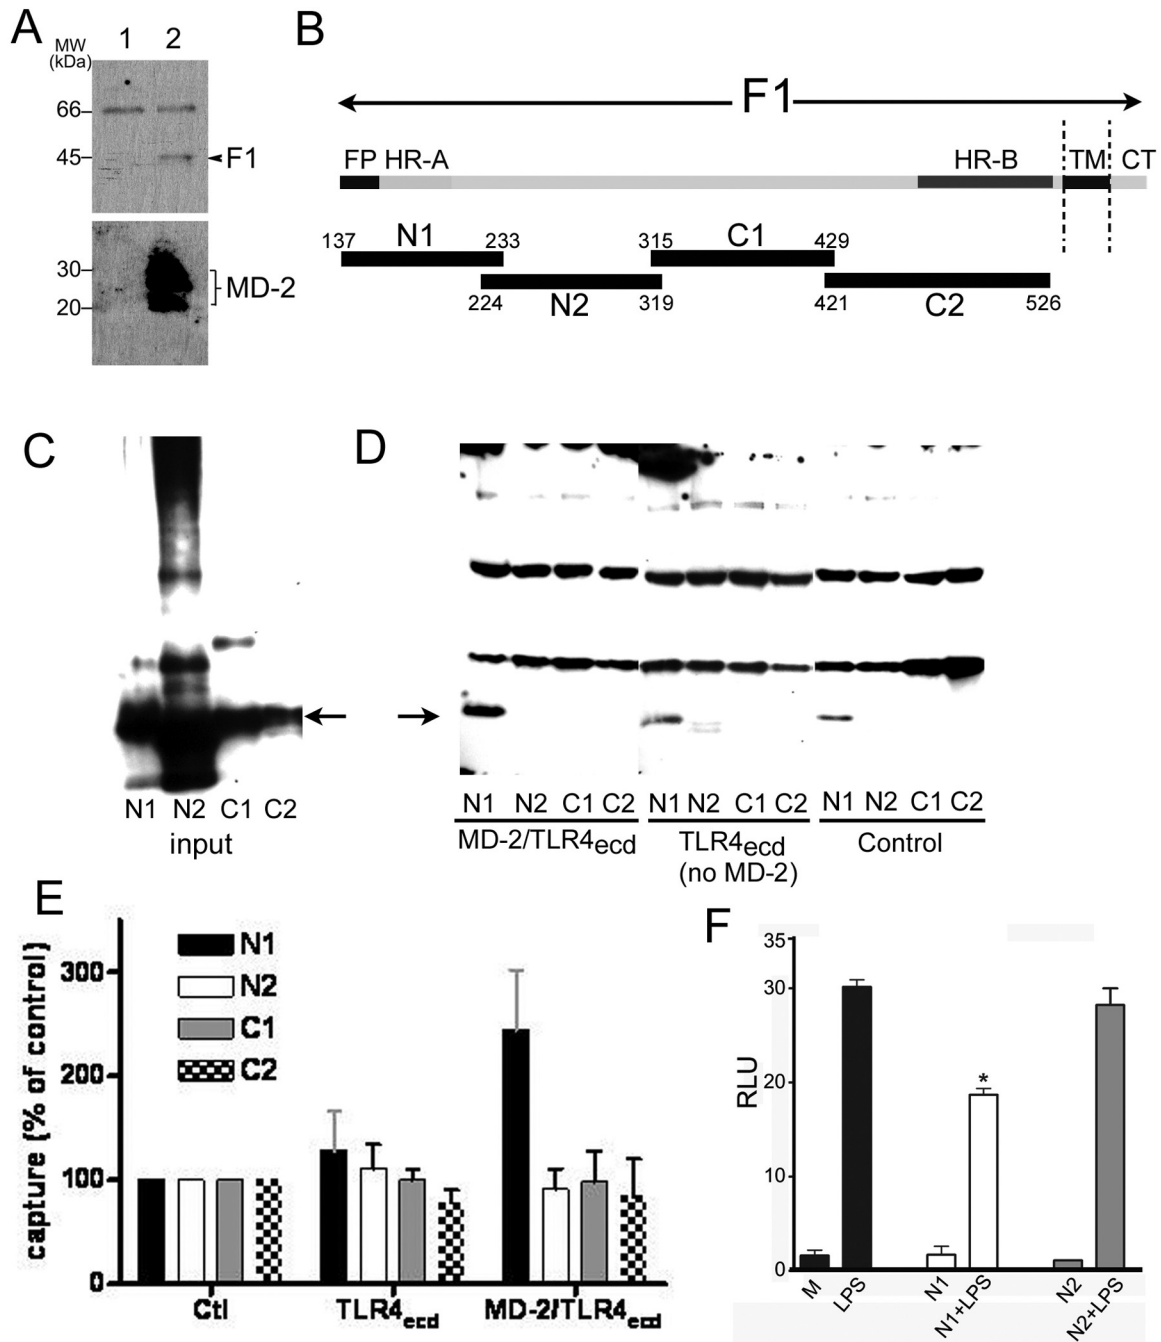 A
B
MW
(kDa)
1 2
66
45
F1
30
20
MD-2
F1
FP HR-A HR-B TM CT
137 N1 233 315 C1 429
224 N2 319 421 C2 526
C
D
N1 N2 C1 C2
input
N1 N2 C1 C2 N1 N2 C1 C2 N1 N2 C1 C2
MD-2/TLR4ecd TLR4ecd Control
(no MD-2)
E
capture (% of control)
300
200
100
0
N1
N2
C1
C2
Ctl TLR4ecd MD-2/TLR4ecd
F
RLU
35
30
20
10
0
*
M LPS N1 N1+LPS N2 N2+LPS